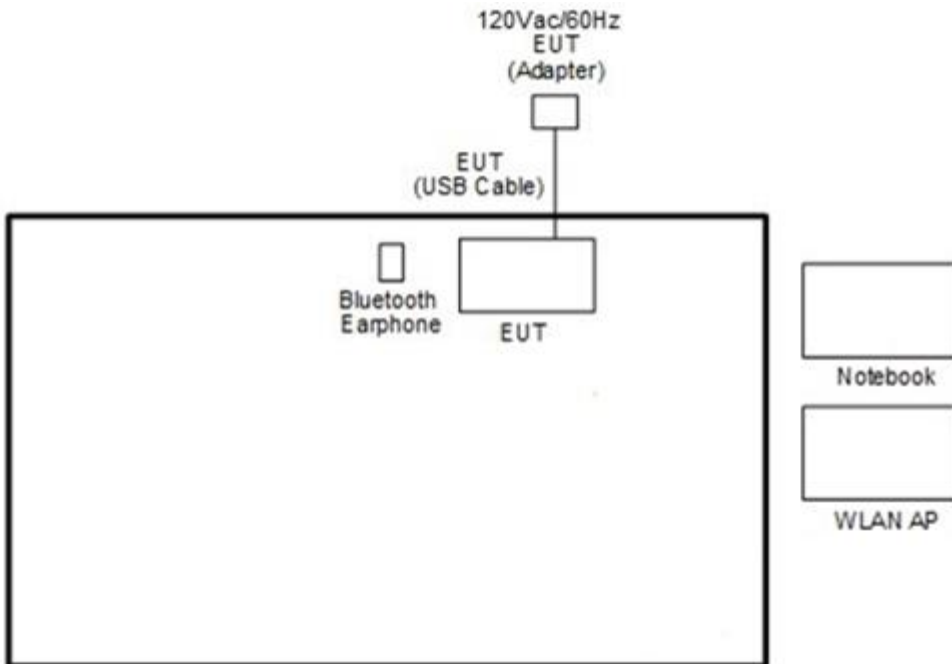 120Vac/60Hz
EUT
(Adapter)
EUT
(USB Cable)
Bluetooth
Earphone
EUT
Notebook
WLAN AP